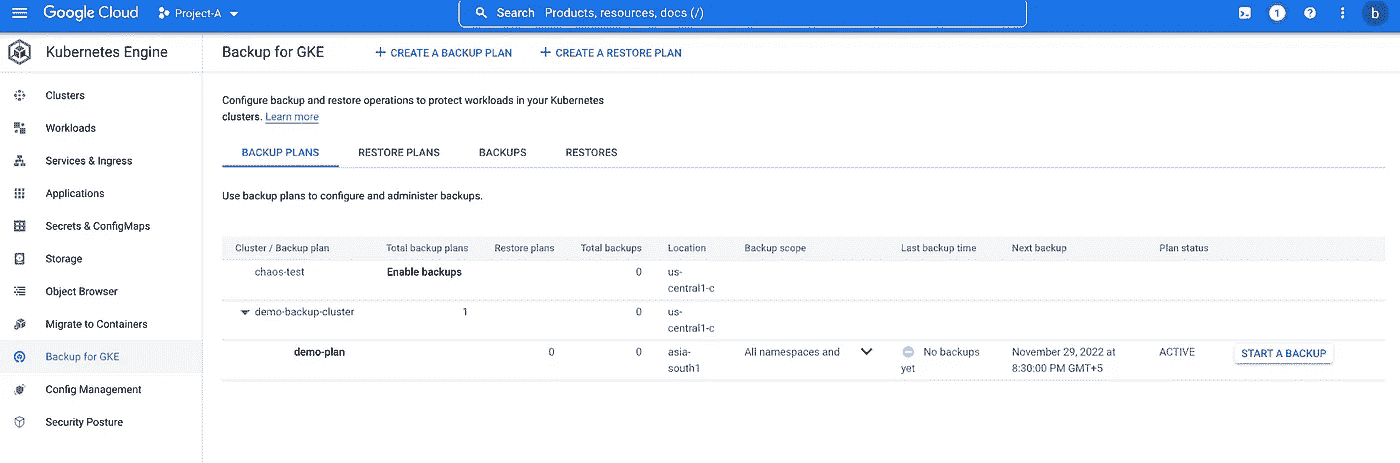 Google Cloud
Project-A
Search Products, resources, docs (/)
1
b
Kubernetes Engine
Backup for GKE
CREATE A BACKUP PLAN
CREATE A RESTORE PLAN
Clusters
Workloads
Services & Ingress
Applications
Secrets & ConfigMaps
Storage
Object Browser
Migrate to Containers
Backup for GKE
Config Management
Security Posture
Configure backup and restore operations to protect workloads in your Kubernetes
clusters. Learn more
BACKUP PLANS RESTORE PLANS BACKUPS RESTORES
Use backup plans to configure and administer backups.
Cluster / Backup plan Total backup plans Restore plans Total backups Location Backup scope Last backup time Next backup Plan status
chaos-test Enable backups 0 us-
central1-c
demo-backup-cluster 1 0 us-
central1-c
demo-plan 0 0 asia- All namespaces and No backups November 29, 2022 at ACTIVE START A BACKUP
south1 yet 8:30:00 PM GMT+5